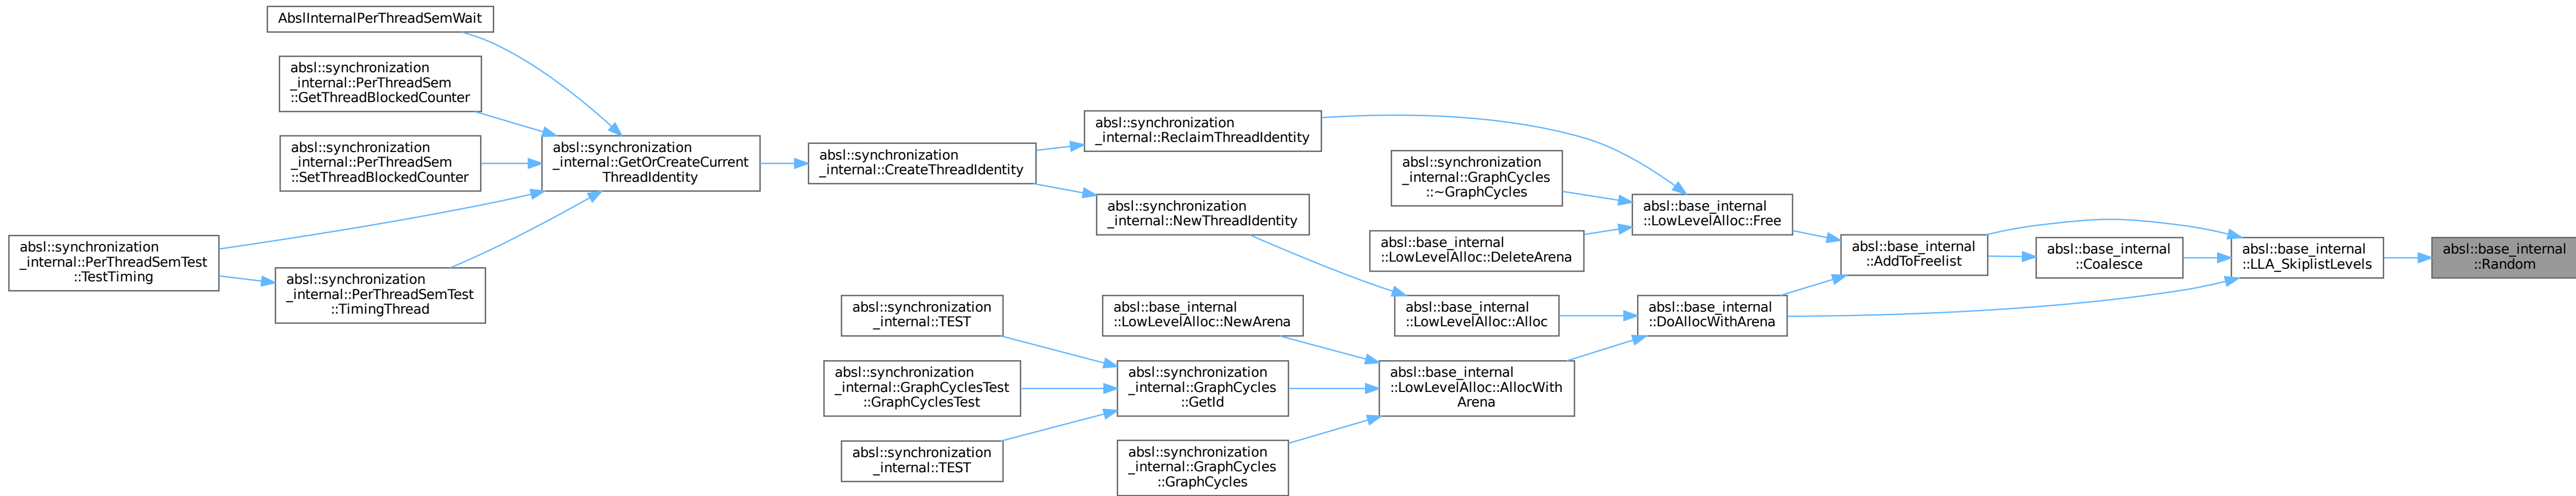 AbslInternalPerThreadSemWait
absl::synchronization
_internal::PerThreadSem
::GetThreadBlockedCounter
absl::synchronization
_internal::PerThreadSem
::SetThreadBlockedCounter
absl::synchronization
_internal::PerThreadSemTest
::TestTiming
absl::synchronization
_internal::PerThreadSemTest
::TimingThread
absl::synchronization
_internal::GetOrCreateCurrent
ThreadIdentity
absl::synchronization
_internal::CreateThreadIdentity
absl::synchronization
_internal::ReclaimThreadIdentity
absl::synchronization
_internal::NewThreadIdentity
absl::synchronization
_internal::TEST
absl::synchronization
_internal::GraphCyclesTest
::GraphCyclesTest
absl::synchronization
_internal::TEST
absl::base_internal
::LowLevelAlloc::NewArena
absl::synchronization
_internal::GraphCycles
::GetId
absl::synchronization
_internal::GraphCycles
::GraphCycles
absl::synchronization
_internal::GraphCycles
::~GraphCycles
absl::base_internal
::LowLevelAlloc::DeleteArena
absl::base_internal
::LowLevelAlloc::Alloc
absl::base_internal
::LowLevelAlloc::AllocWith
Arena
absl::base_internal
::LowLevelAlloc::Free
absl::base_internal
::DoAllocWithArena
absl::base_internal
::AddToFreelist
absl::base_internal
::Coalesce
absl::base_internal
::LLA_SkiplistLevels
absl::base_internal
::Random